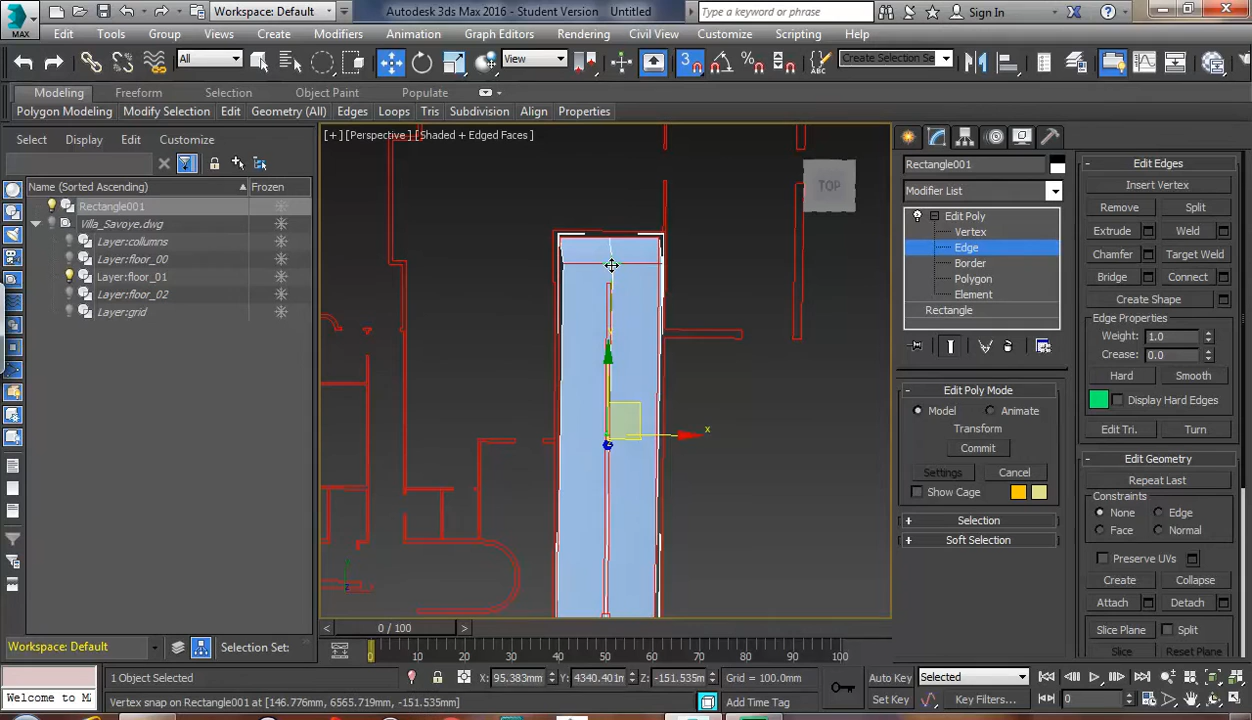 Workspace: Default
Autodesk 3ds Max 2016 - Student Version Untitled
Type a keyword or phrase
Sign In
MAX
Edit Tools Group Views Create Modifiers Animation Graph Editors Rendering Civil View Customize Scripting Help
All
View
3
Create Selection Se
Modeling Freeform Selection Object Paint Populate
Polygon Modeling Modify Selection Edit Geometry (All) Edges Loops Tris Subdivision Align Properties
Select Display Edit Customize
Name (Sorted Ascending) Frozen
Rectangle001
Villa_Savoye.dwg
Layer:collumns
Layer:floor_00
Layer:floor_01
Layer:floor_02
Layer:grid
[+] [Perspective] [Shaded + Edged Faces]
TOP
x
Rectangle001
Modifier List
Edit Poly
Vertex
Edge
Border
Polygon
Element
Rectangle
Edit Poly Mode
Model Animate
Transform
Commit
Settings Cancel
Show Cage
Selection
Soft Selection
Edit Edges
Insert Vertex
Remove Split
Extrude Weld
Chamfer Target Weld
Bridge Connect
Create Shape
Edge Properties
Weight: 1.0
Crease: 0.0
Hard Smooth
Display Hard Edges
Edit Tri. Turn
Edit Geometry
Repeat Last
Constraints
None Edge
Face Normal
Preserve UVs
Create Collapse
Attach Detach
Slice Plane Split
Slice Reset Plane
0 / 100
Workspace: Default
Selection Set:
0 10 20 30 40 50 60 70 80 90 100
1 Object Selected
X: 95.383mm Y: 4340.401m Z: -151.535m Grid = 100.0mm
Auto Key Selected
Welcome to M
Vertex snap on Rectangle001 at [146.776mm, 6565.719mm, -151.535mm]
Add Time Tag
Set Key Key Filters... 0